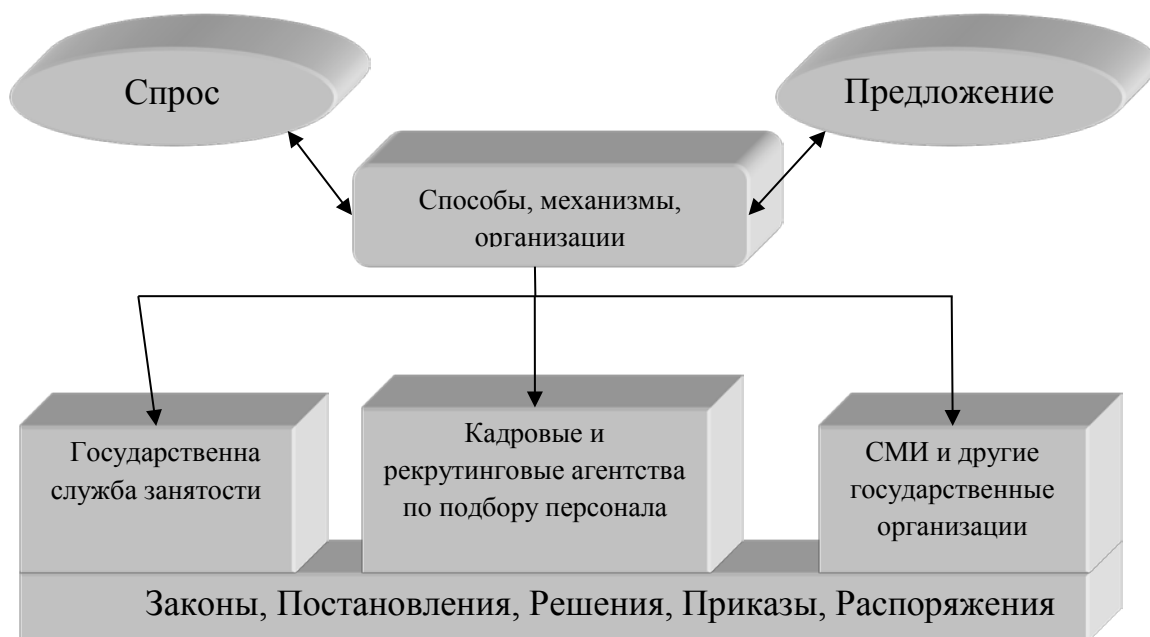 Спрос
Предложение
Способы, механизмы,
организации
Государственна
служба занятости
Кадровые и
рекрутинговые агентства
по подбору персонала
СМИ и другие
государственные
организации
Законы, Постановления, Решения, Приказы, Распоряжения